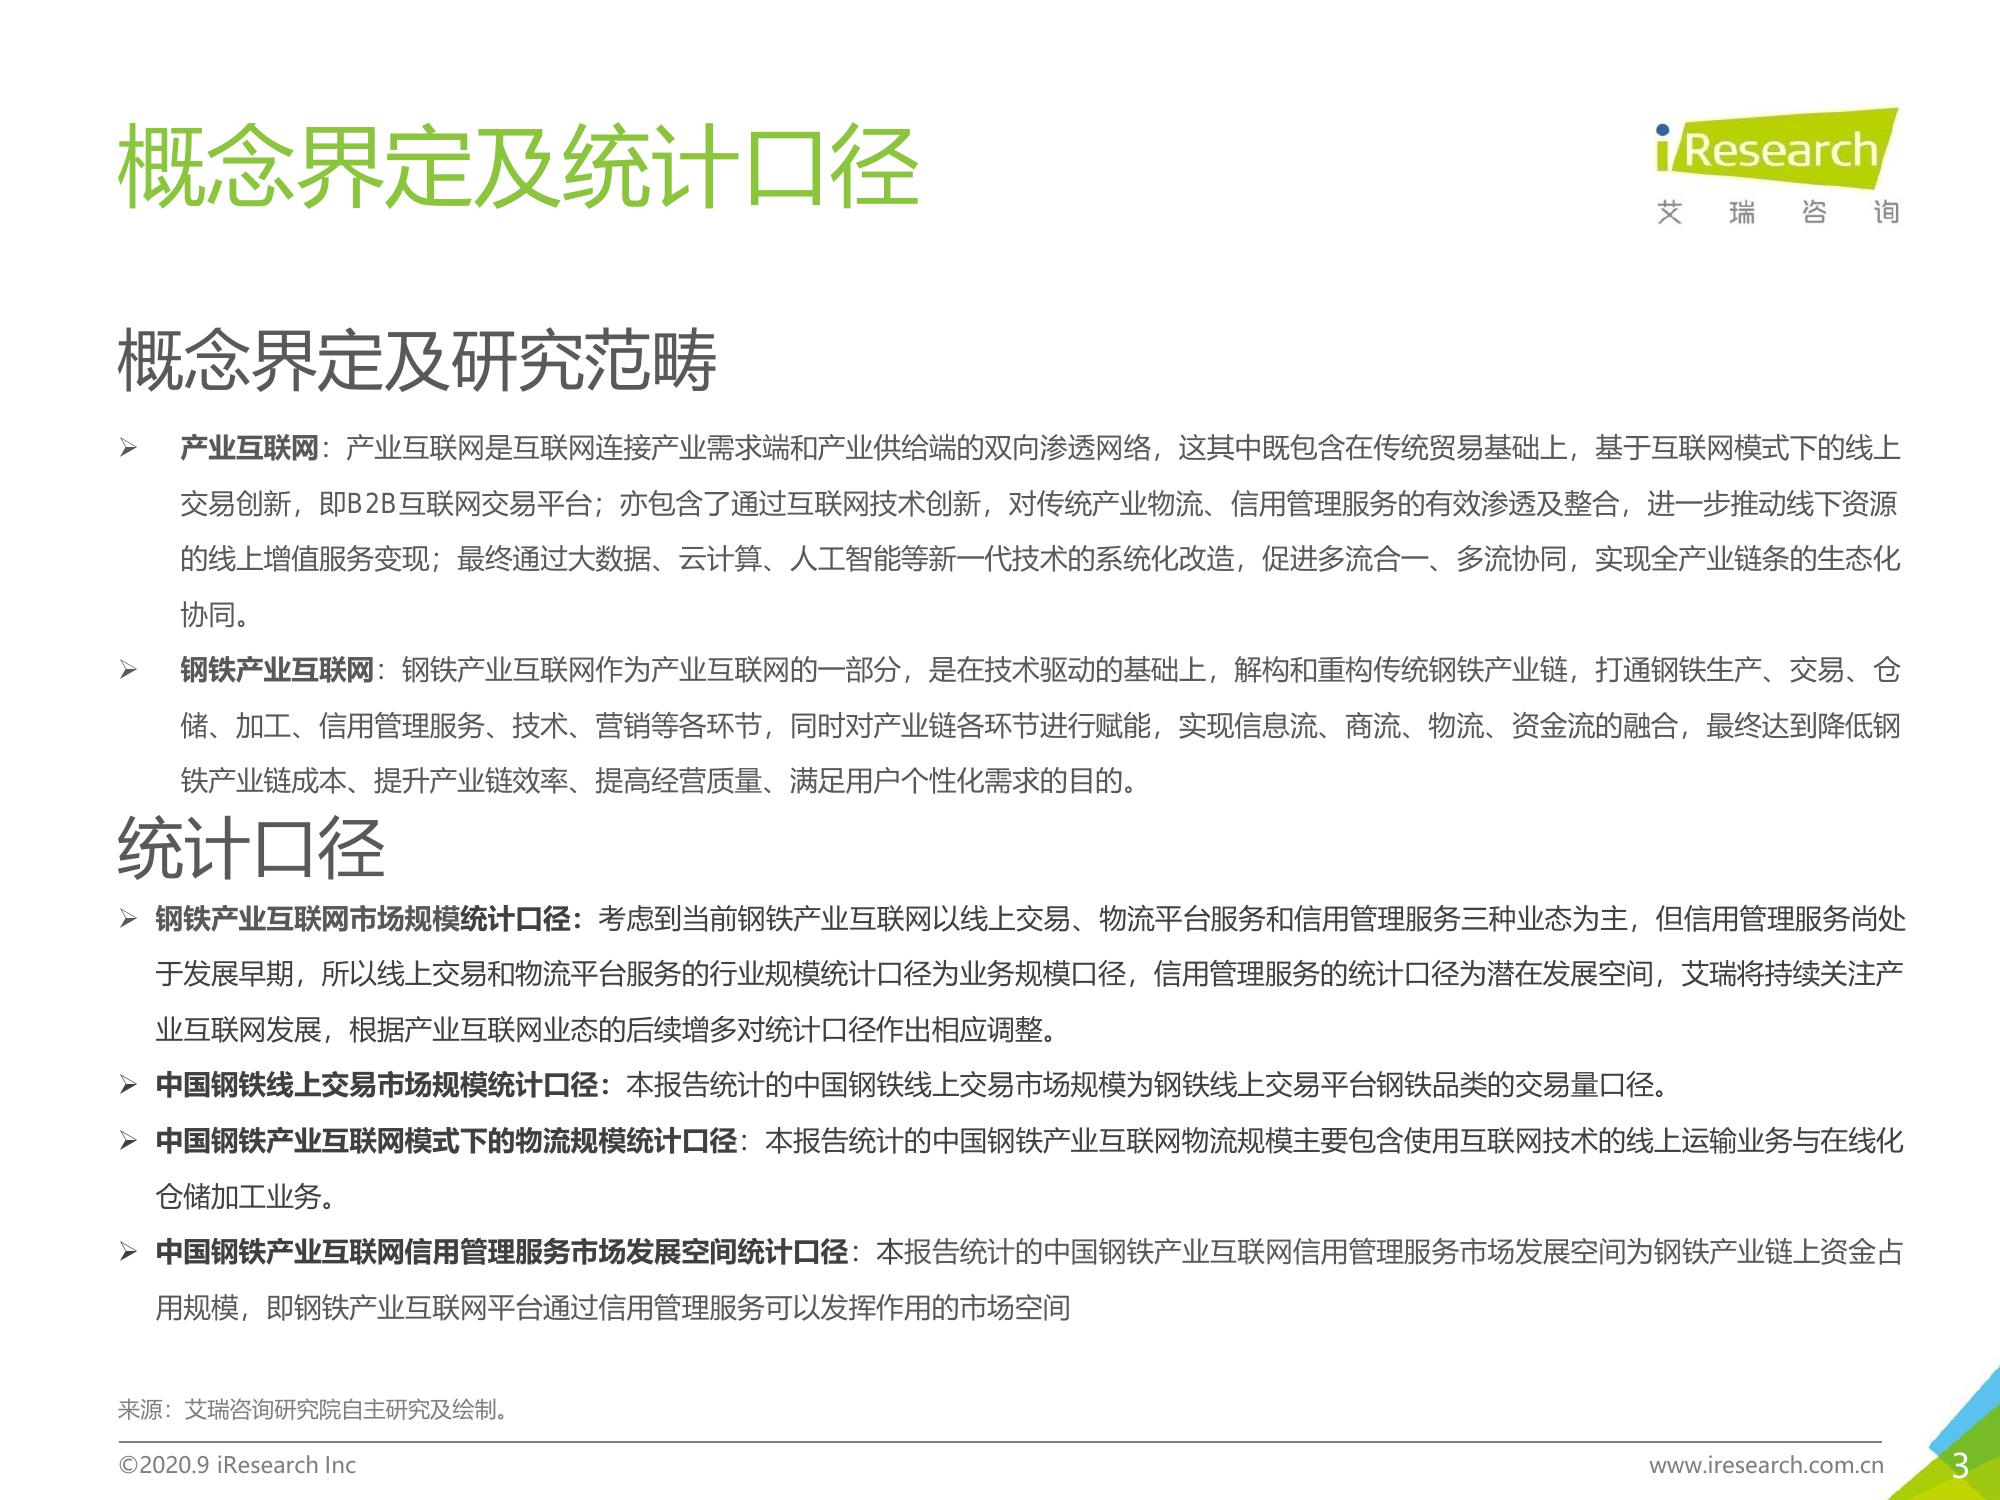 概念界定及统计口径
iResearch
艾瑞咨询
概念界定及研究范畴
➢ 产业互联网：产业互联网是互联网连接产业需求端和产业供给端的双向渗透网络，这其中既包含在传统贸易基础上，基于互联网模式下的线上
交易创新，即B2B互联网交易平台；亦包含了通过互联网技术创新，对传统产业物流、信用管理服务的有效渗透及整合，进一步推动线下资源
的线上增值服务变现；最终通过大数据、云计算、人工智能等新一代技术的系统化改造，促进多流合一、多流协同，实现全产业链条的生态化
协同。
➢ 钢铁产业互联网：钢铁产业互联网作为产业互联网的一部分，是在技术驱动的基础上，解构和重构传统钢铁产业链，打通钢铁生产、交易、仓
储、加工、信用管理服务、技术、营销等各环节，同时对产业链各环节进行赋能，实现信息流、商流、物流、资金流的融合，最终达到降低钢
铁产业链成本、提升产业链效率、提高经营质量、满足用户个性化需求的目的。
统计口径
➢ 钢铁产业互联网市场规模统计口径：考虑到当前钢铁产业互联网以线上交易、物流平台服务和信用管理服务三种业态为主，但信用管理服务尚处
于发展早期，所以线上交易和物流平台服务的行业规模统计口径为业务规模口径，信用管理服务的统计口径为潜在发展空间，艾瑞将持续关注产
业互联网发展，根据产业互联网业态的后续增多对统计口径作出相应调整。
➢ 中国钢铁线上交易市场规模统计口径：本报告统计的中国钢铁线上交易市场规模为钢铁线上交易平台钢铁品类的交易量口径。
➢ 中国钢铁产业互联网模式下的物流规模统计口径：本报告统计的中国钢铁产业互联网物流规模主要包含使用互联网技术的线上运输业务与在线化
仓储加工业务。
➢ 中国钢铁产业互联网信用管理服务市场发展空间统计口径：本报告统计的中国钢铁产业互联网信用管理服务市场发展空间为钢铁产业链上资金占
用规模，即钢铁产业互联网平台通过信用管理服务可以发挥作用的市场空间
来源：艾瑞咨询研究院自主研究及绘制。
©2020.9 iResearch Inc
www.iresearch.com.cn
3